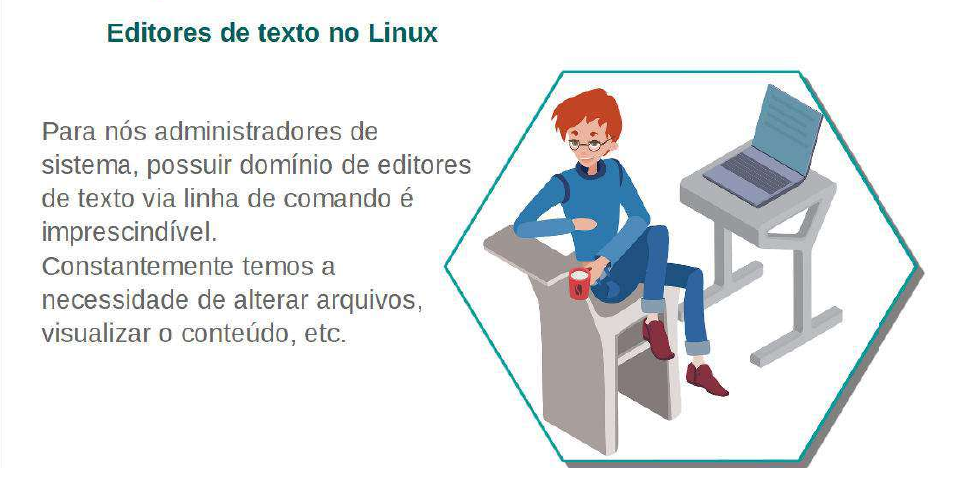 Editores de texto no Linux
Para nós administradores de
sistema, possuir domínio de editores
de texto via linha de comando é
imprescindível.
Constantemente temos a
necessidade de alterar arquivos,
visualizar o conteúdo, etc.